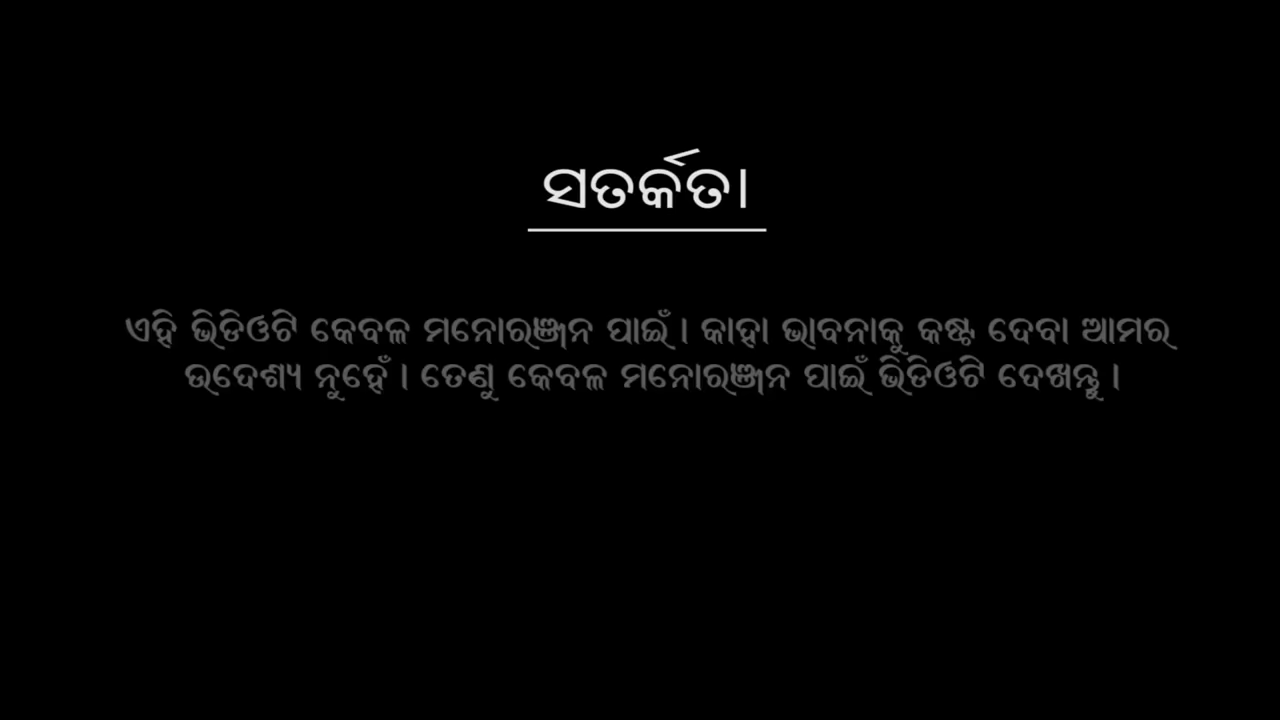 ସତର୍କତା
ଏହି ଭିଡିଓଟି କେବଳ ମନୋରଞ୍ଜନ ପାଇଁ । କାହା ଭାବନାକୁ କଷ୍ଟ ଦେବା ଆମର
ଉଦେଶ୍ୟ ନୁହେଁ । ତେଣୁ କେବଳ ମନୋରଞ୍ଜନ ପାଇଁ ଭିଡିଓଟି ଦେଖନ୍ତୁ ।